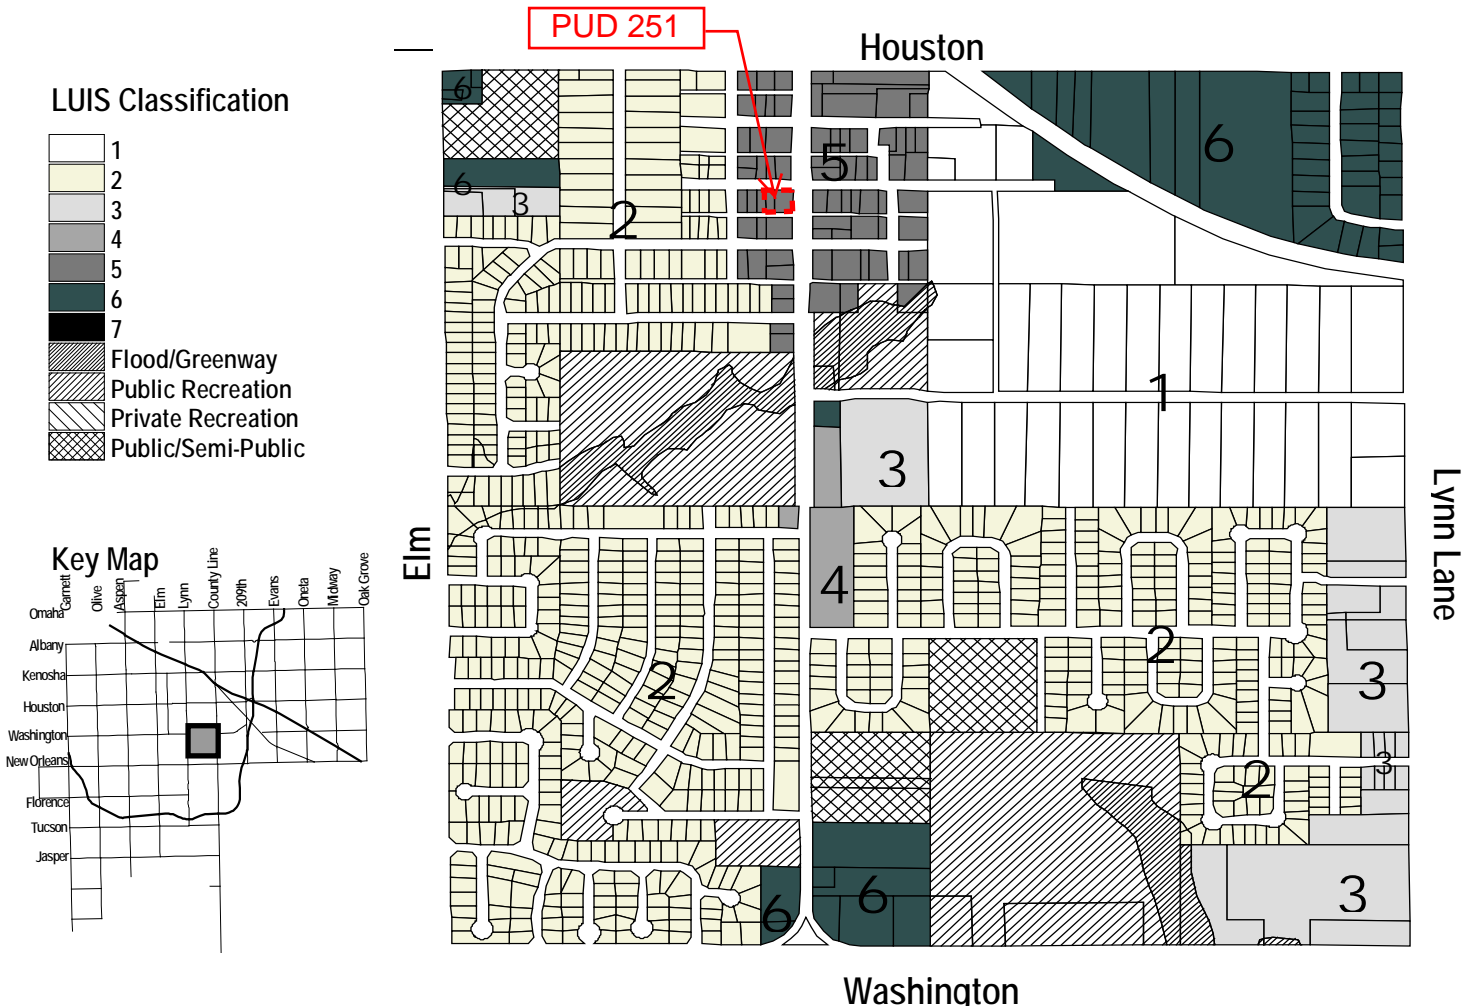 PUD 251
Houston
LUIS Classification
1
2
3
4
5
6
7
Flood/Greenway
Public Recreation
Private Recreation
Public/Semi-Public
6
6
3
2
5
6
1
3
4
2
2
3
3
2
3
6
6
Elm
Lynn Lane
Washington
Key Map
Garnett
Olive
Aspen
Elm
Lynn
County Line
209th
Evans
Oneta
Midway
Oak Grove
Omaha
Albany
Kenosha
Houston
Washington
New Orleans
Florence
Tucson
Jasper